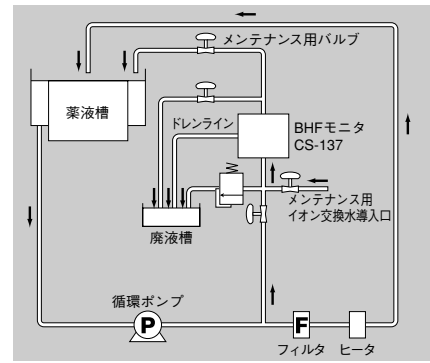 メンテナンス用バルブ
薬液槽
ドレンライン
BHFモニタ
CS-137
メンテナンス用
イオン交換水導入口
廃液槽
循環ポンプ
P
F
フィルタ
ヒータ